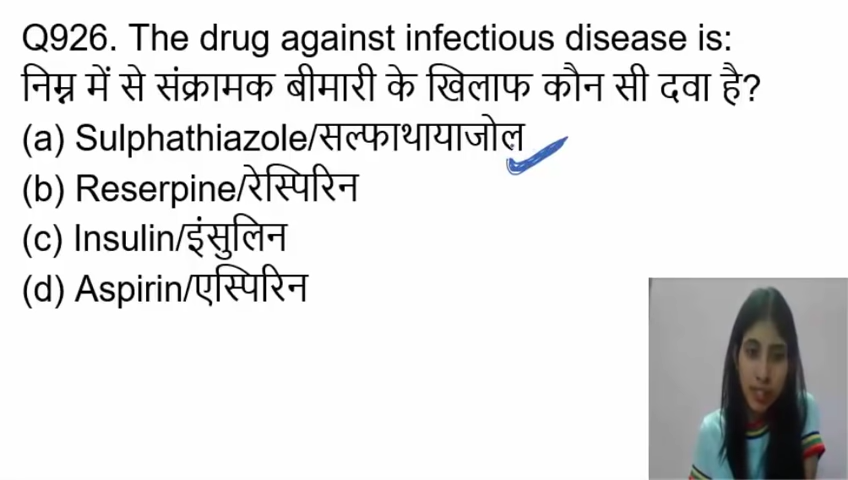 Q926. The drug against infectious disease is:
निम्न में से संक्रामक बीमारी के खिलाफ कौन सी दवा है?
(a) Sulphathiazole/सल्फाथायाजोल
(b) Reserpine/रेस्पिरिन
(c) Insulin/इंसुलिन
(d) Aspirin/एस्पिरिन